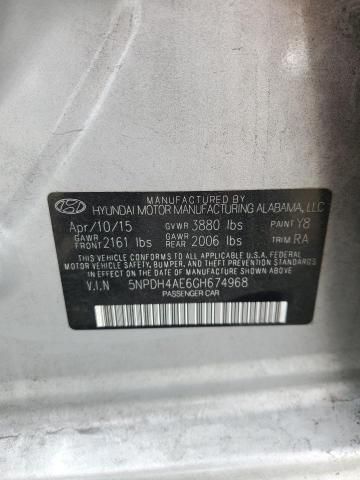 MANUFACTURED BY
HYUNDAI MOTOR MANUFACTURING ALABAMA, LLC
Apr/10/15 GVWR 3880 lbs PAINT Y8
GAWR FRONT 2161 lbs GAWR REAR 2006 lbs TRIM RA
THIS VEHICLE CONFORMS TO ALL APPLICABLE U.S. FEDERAL
MOTOR VEHICLE SAFETY, BUMPER, AND THEFT PREVENTION
STANDARDS IN EFFECT ON THE DATE OF MANUFACTURE SHOWN ABOVE.
V.I.N 5NPDH4AE6GH674968
PASSENGER CAR